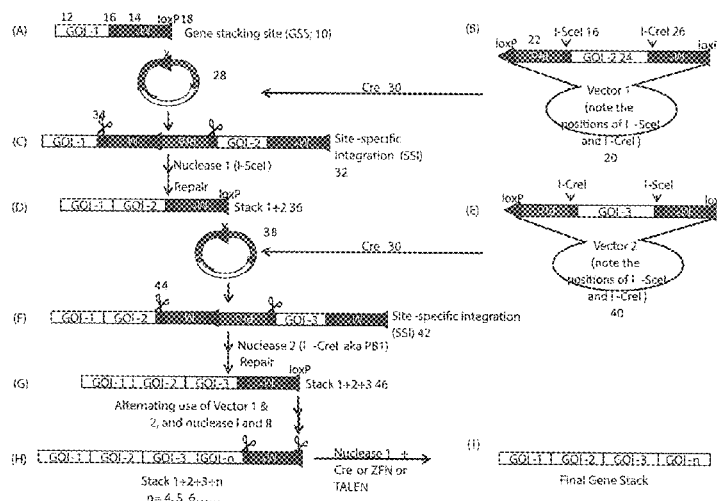 (A)
12 16 14 loxP18
GOI-1
Gene stacking site (GSS; 10)
28
Cre 30
(B)
I-SceI 16 I-CreI 26
loxP 22
GOI-2 24
Vector 1
(note the
positions of I -SceI
and I-CreI )
20
(C)
34
GOI-1 GOI-2
Site -specific
integration (SSI)
32
Nuclease 1 (I-SceI)
Repair
(D)
loxP
GOI-1 GOI-2
Stack 1+2 36
38
Cre 30
(E)
I-CreI I-SceI
loxP
GOI-3
Vector 2
(note the
positions of I -SceI
and I-CreI )
40
(F)
44
GOI-1 GOI-2 GOI-3
Site -specific integration
(SSI) 42
Nuclease 2 (I -CreI aka PB1)
Repair
(G)
loxP
GOI-1 GOI-2 GOI-3
Stack 1+2+3 46
Alternating use of Vector 1 &
2, and nuclease I and
(H)
GOI-1 GOI-2 GOI-3 GOI-n
Stack 1+2+3+n
n= 4, 5, 6
Nuclease 1 +
Cre or ZFN or
TALEN
GOI-1 GOI-2 GOI-3 GOI-n
Final Gene Stack